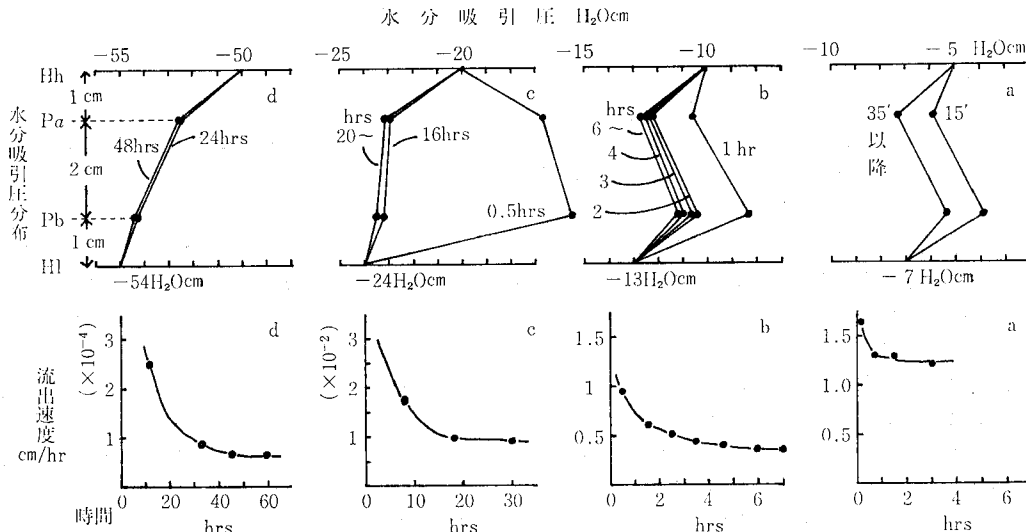 水分吸引圧 H₂Ocm
-55 -50 -25 -20 -15 -10 -10 -5 H₂Ocm
水分吸引圧分布
Hh
1 cm
Pa
2 cm
Pb
1 cm
Hl
d
48hrs
24hrs
-54H₂Ocm
c
hrs
20~
16hrs
0.5hrs
-24H₂Ocm
b
hrs
6~
4
3
2
1hr
-13H₂Ocm
a
35′
以降
15′
-7H₂Ocm
流出速度
cm/hr
(×10⁻⁴)
3
2
1
d
0 20 40 60
hrs
時間
(×10⁻²)
3
2
1
c
0 10 20 30
hrs
1.5
1.0
0.5
b
0 2 4 6
hrs
1.5
1.0
0.5
a
0 2 4 6
hrs